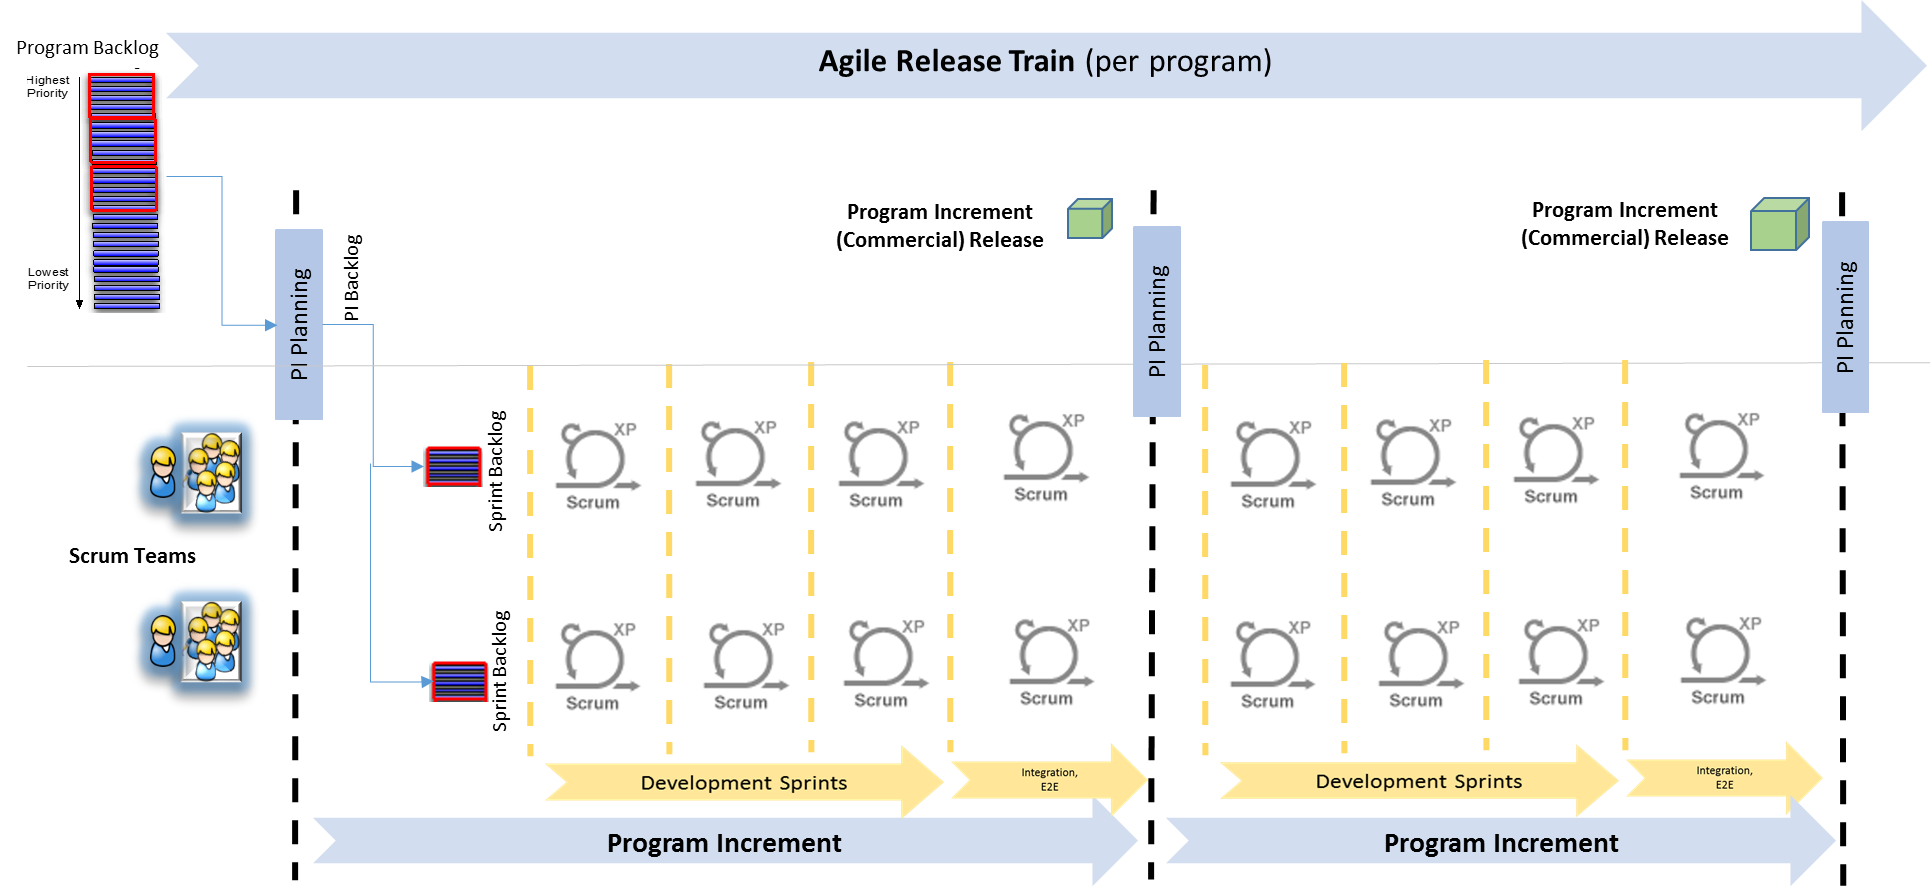 Program Backlog
Agile Release Train (per program)
Highest
Priority
Lowest
Priority
PI Planning
PI Backlog
Program Increment
(Commercial) Release
PI Planning
Program Increment
(Commercial) Release
PI Planning
Scrum Teams
Sprint Backlog
XP
Scrum
XP
Scrum
XP
Scrum
XP
Scrum
XP
Scrum
XP
Scrum
XP
Scrum
XP
Scrum
Sprint Backlog
XP
Scrum
XP
Scrum
XP
Scrum
XP
Scrum
XP
Scrum
XP
Scrum
XP
Scrum
XP
Scrum
Development Sprints
Integration,
E2E
Development Sprints
Integration,
E2E
Program Increment
Program Increment